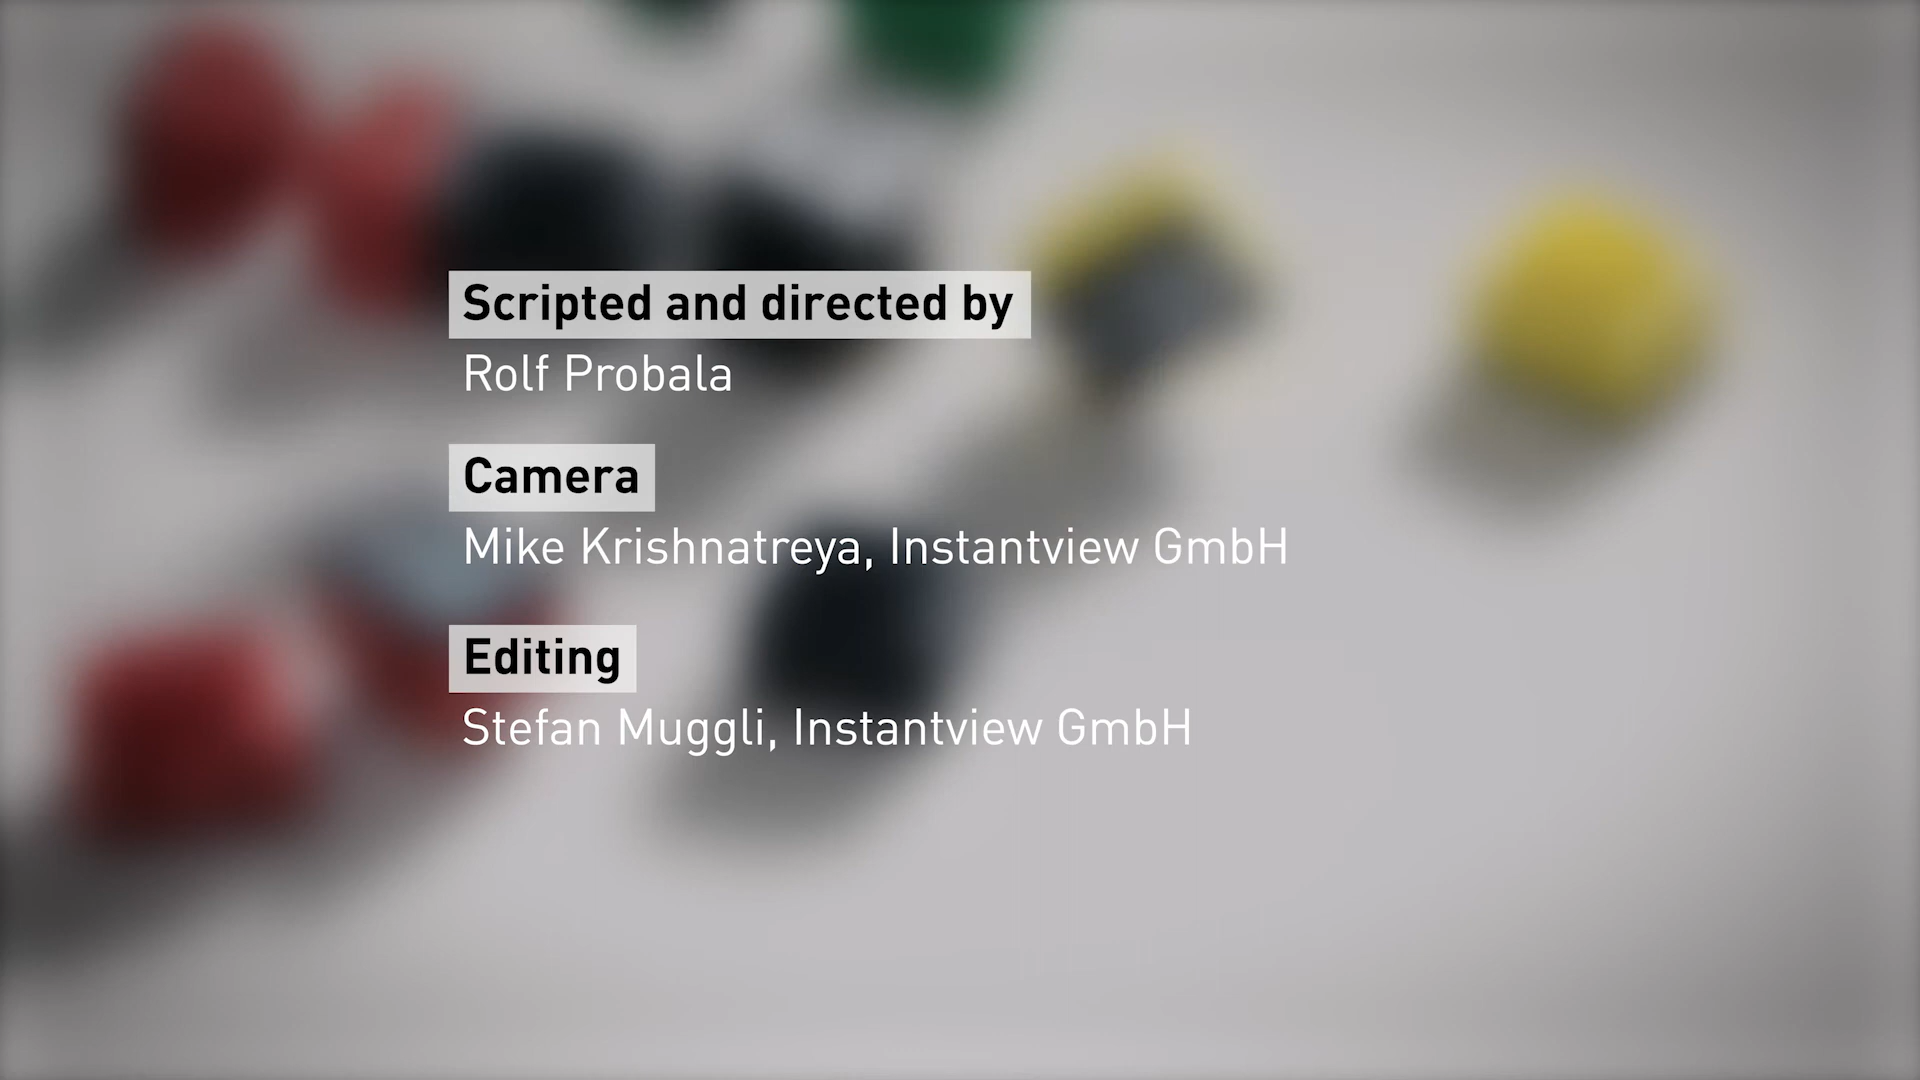 Scripted and directed by
Rolf Probala
Camera
Mike Krishnatreya, Instantview GmbH
Editing
Stefan Muggli, Instantview GmbH